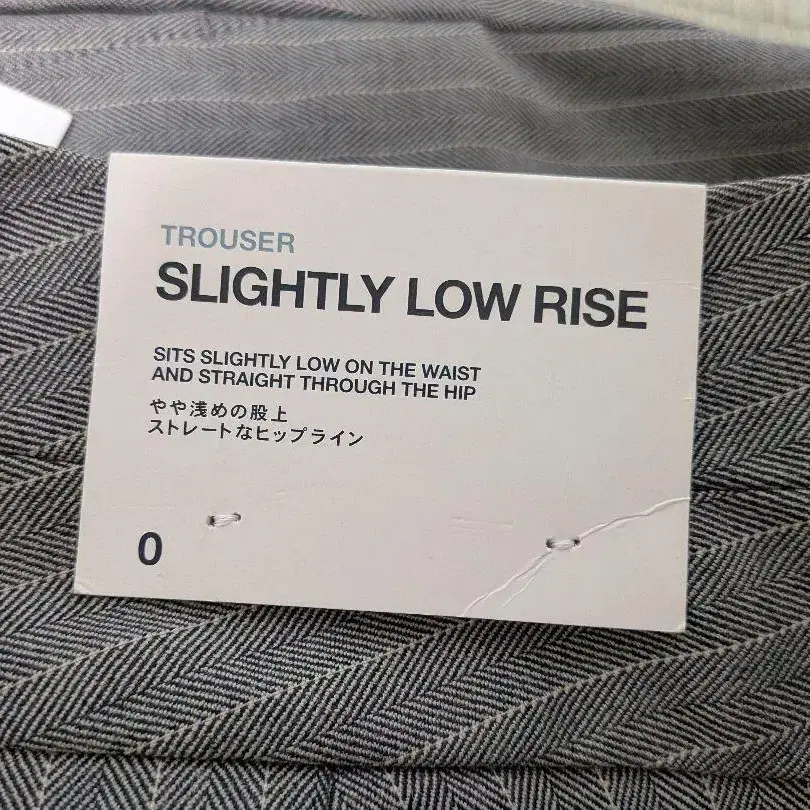 TROUSER
SLIGHTLY LOW RISE
SITS SLIGHTLY LOW ON THE WAIST
AND STRAIGHT THROUGH THE HIP
やや浅めの股上
ストレートなヒップライン
0